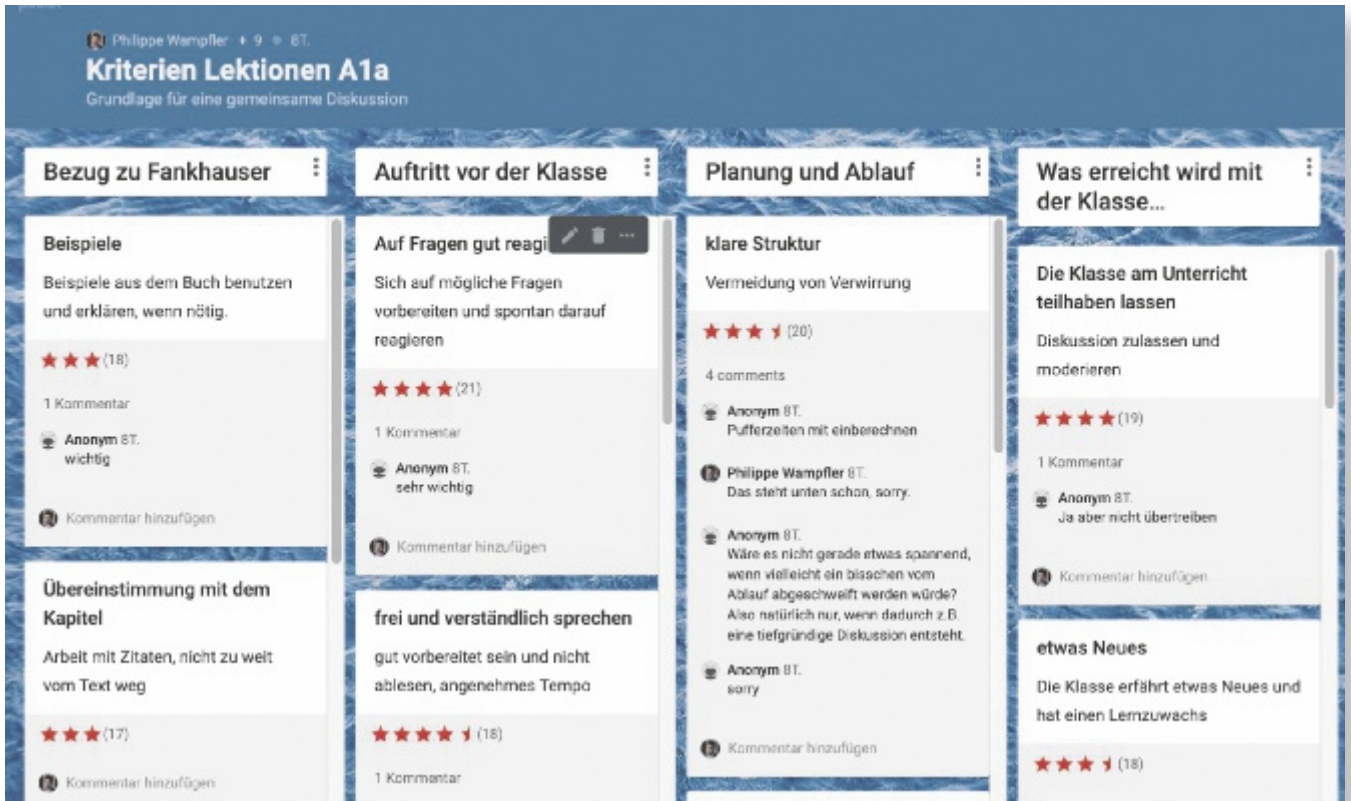 padlet
Philippe Wampfler + 9 • 8T.
Kriterien Lektionen A1a
Grundlage für eine gemeinsame Diskussion
Bezug zu Fankhauser
Beispiele
Beispiele aus dem Buch benutzen
und erklären, wenn nötig.
(18)
1 Kommentar
Anonym 8T.
wichtig
Kommentar hinzufügen
Übereinstimmung mit dem
Kapitel
Arbeit mit Zitaten, nicht zu weit
vom Text weg
(17)
Kommentar hinzufügen
Auftritt vor der Klasse
Auf Fragen gut reagi
Sich auf mögliche Fragen
vorbereiten und spontan darauf
reagieren
(21)
1 Kommentar
Anonym 8T.
sehr wichtig
Kommentar hinzufügen
frei und verständlich sprechen
gut vorbereitet sein und nicht
ablesen, angenehmes Tempo
(18)
1 Kommentar
Planung und Ablauf
klare Struktur
Vermeidung von Verwirrung
(20)
4 comments
Anonym 8T.
Pufferzeiten mit einberechnen
Philippe Wampfler 8T.
Das steht unten schon, sorry.
Anonym 8T.
Wäre es nicht gerade etwas spannend,
wenn vielleicht ein bisschen vom
Ablauf abgeschweift werden würde?
Also natürlich nur, wenn dadurch z.B.
eine tiefgründige Diskussion entsteht.
Anonym 8T.
sorry
Kommentar hinzufügen
Was erreicht wird mit
der Klasse...
Die Klasse am Unterricht
teilhaben lassen
Diskussion zulassen und
moderieren
(19)
1 Kommentar
Anonym 8T.
Ja aber nicht übertreiben
Kommentar hinzufügen
etwas Neues
Die Klasse erfährt etwas Neues und
hat einen Lernzuwachs
(18)